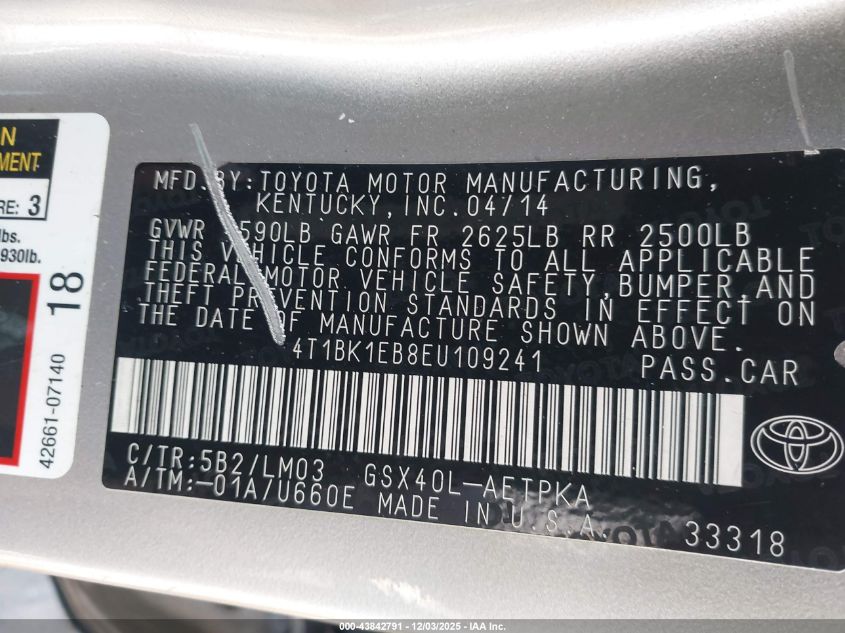 N
MENT
RE: 3
lbs.
930lb.
18
42661-07140
MFD.BY:TOYOTA MOTOR MANUFACTURING,
KENTUCKY, INC. 04/14
GVWR 590LB GAWR FR 2625LB RR 2500LB
THIS VEHICLE CONFORMS TO ALL APPLICABLE
FEDERAL MOTOR VEHICLE SAFETY,BUMPER,AND
THEFT PREVENTION STANDARDS IN EFFECT ON
THE DATE OF MANUFACTURE SHOWN ABOVE.
4T1BK1EB8EU109241 PASS.CAR
C/TR:5B2/LM03 GSX40L-AETPKA
A/TM:-01A/U660E MADE IN U.S.A.
33318
000-43842791 - 12/03/2025 - IAA Inc.